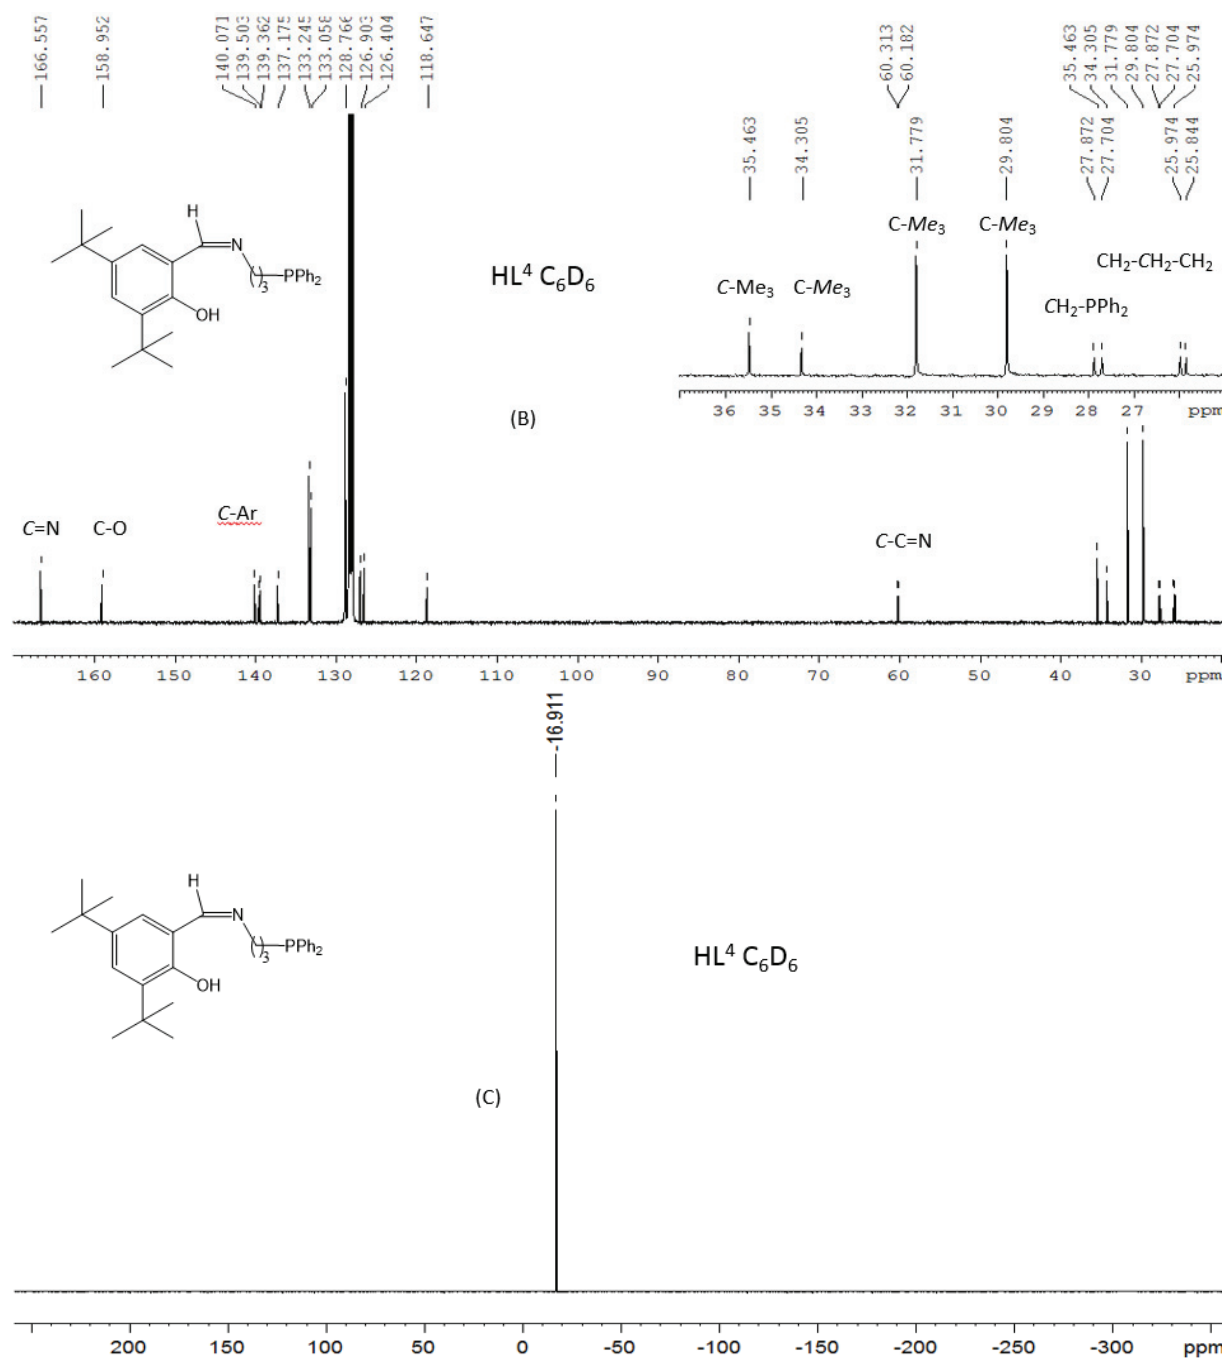 166.557
158.952
140.071
139.503
139.362
137.175
133.245
133.058
128.766
126.903
126.404
118.647
60.313
60.182
35.463
34.305
31.779
29.804
27.872
27.704
25.974
35.463
34.305
31.779
29.804
27.872
27.704
25.974
25.844
H
N
3
PPh₂
OH
HL⁴ C₆D₆
C-Me₃
C-Me₃
C-Me₃
C-Me₃
CH₂-PPh₂
CH₂-CH₂-CH₂
36 35 34 33 32 31 30 29 28 27 ppm
(B)
C=N
C-O
C-Ar
C-C=N
160 150 140 130 120 110 100 90 80 70 60 50 40 30 ppm
-16.911
H
N
3
PPh₂
OH
HL⁴ C₆D₆
(C)
200 150 100 50 0 -50 -100 -150 -200 -250 -300 ppm